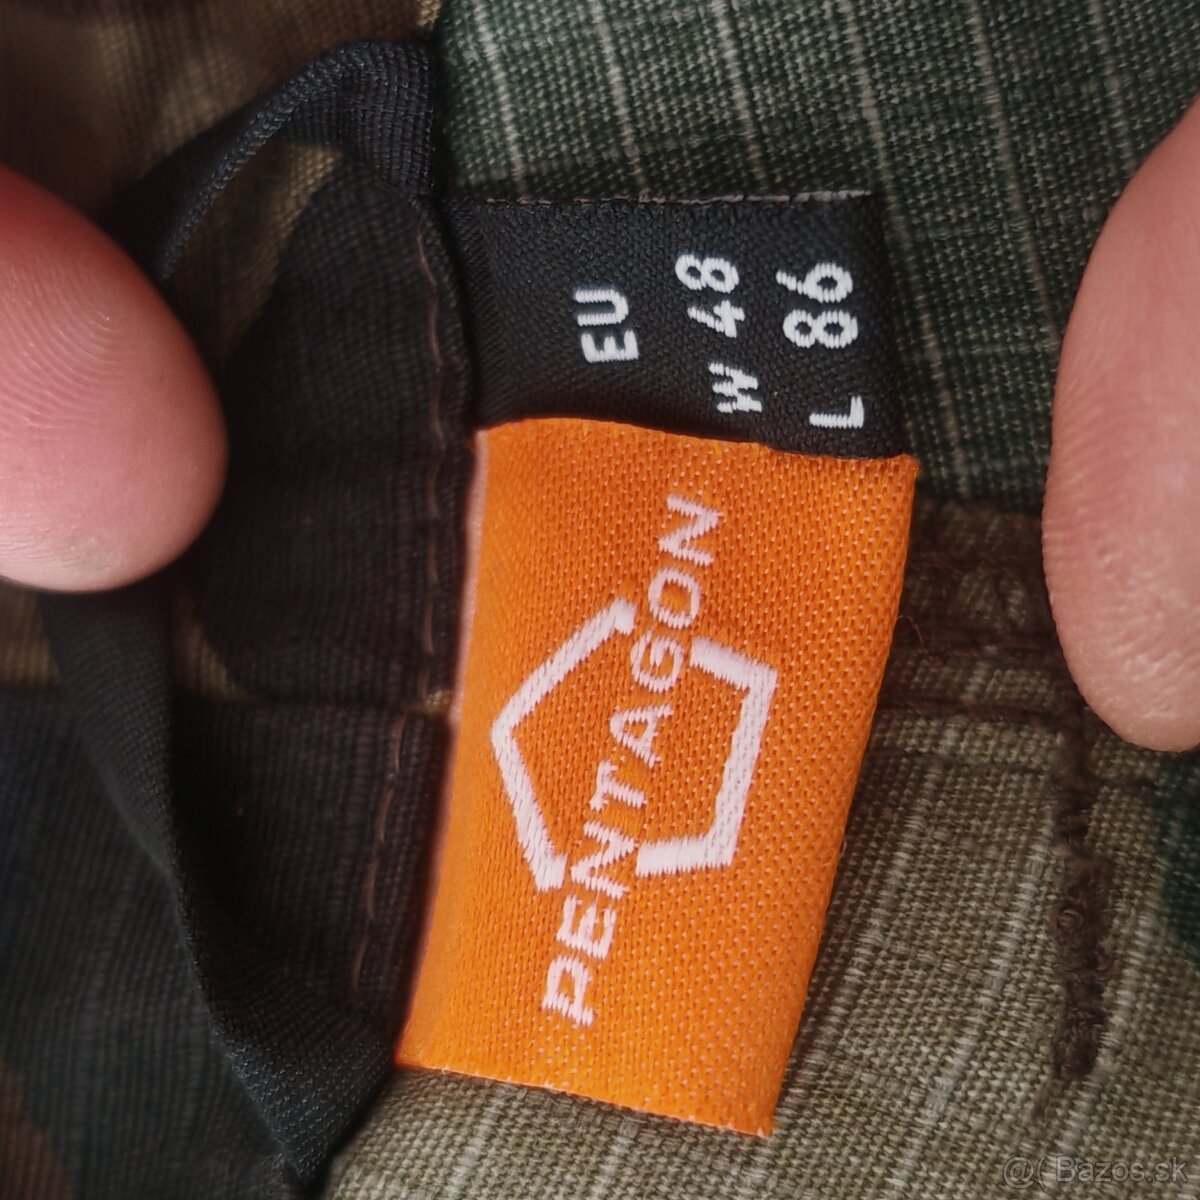 EU
W 48
L 86
PENTAGON
@( Bazos.sk